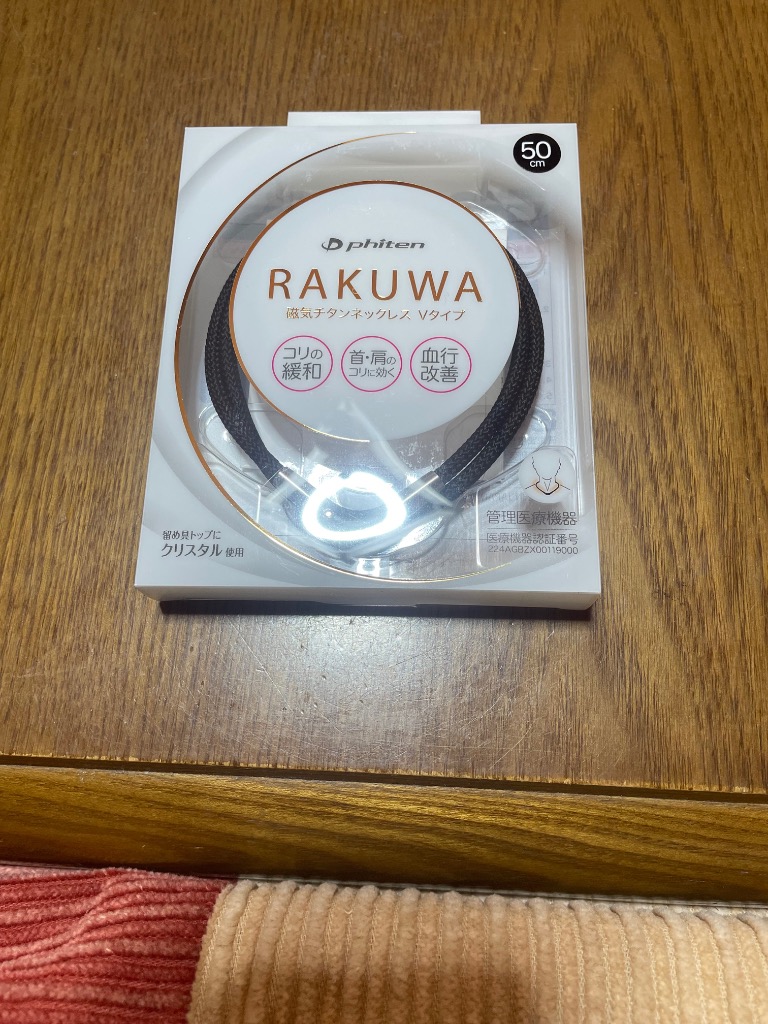 50
cm
phiten
RAKUWA
磁気チタンネックレス Vタイプ
コリの
緩和
首・肩の
コリに効く
血行
改善
留め具トップに
クリスタル 使用
管理医療機器
医療機器認証番号
224AGBZX00119000